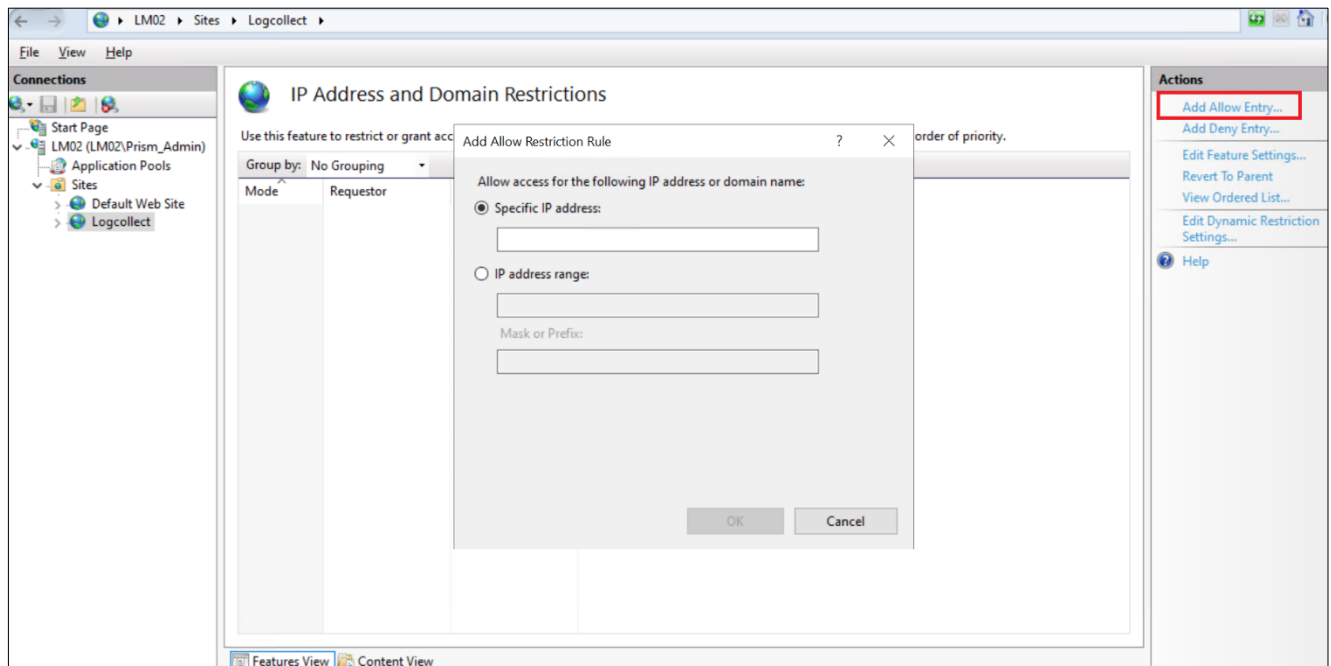 LM02 Sites Logcollect
File View Help
Connections
Start Page
LM02 (LM02\Prism_Admin)
Application Pools
Sites
Default Web Site
Logcollect
IP Address and Domain Restrictions
Use this feature to restrict or grant acc
order of priority.
Group by: No Grouping
Mode Requestor
Add Allow Restriction Rule ?
Allow access for the following IP address or domain name:
Specific IP address:
IP address range:
Mask or Prefix:
OK Cancel
Features View Content View
Actions
Add Allow Entry...
Add Deny Entry...
Edit Feature Settings...
Revert To Parent
View Ordered List...
Edit Dynamic Restriction
Settings...
Help